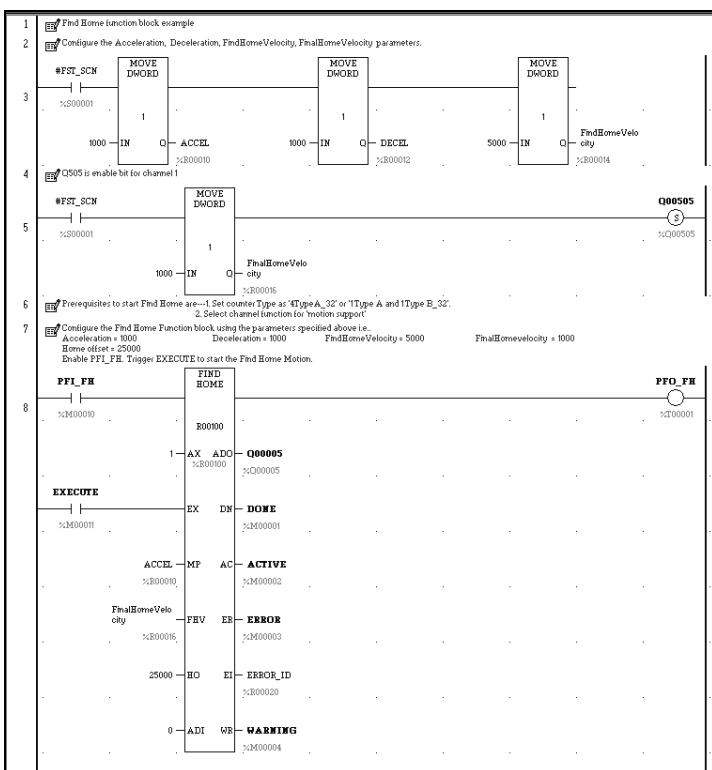 1 Find Home function block example
2 Configure the Acceleration, Deceleration, FindHomeVelocity, FinalHomeVelocity parameters.
3
#FST_SCN
%S00001
MOVE DWORD
1
1000 IN Q ACCEL
%R00010
MOVE DWORD
1
1000 IN Q DECEL
%R00012
MOVE DWORD
1
5000 IN Q FindHomeVelo
city
%R00014
4 Q505 is enable bit for channel 1
5
#FST_SCN
%S00001
MOVE DWORD
1
1000 IN Q FinalHomeVelo
city
%R00016
Q00505
S
%Q00505
6 Prerequisites to start Find Home are---1. Set counter Type as '4TypeA_32' or '1Type A and 1Type B_32'.
2. Select channel function for 'motion support'
7 Configure the Find Home Function block using the parameters specified above i.e..
Acceleration = 1000 Deceleration = 1000 FindHomeVelocity = 5000 FinalHomevelocity = 1000
Home offset = 25000
Enable PFI_FH. Trigger EXECUTE to start the Find Home Motion.
8
PFI_FH
%M00010
FIND
HOME
R00100
PFO_FH
%T00001
1 AX ADO Q00005
%R00100
%Q00005
EXECUTE
%M00011
EX DN DONE
%M00001
ACCEL MP AC ACTIVE
%R00010 %M00002
FinalHomeVelo
city FHV ER ERROR
%R00016 %M00003
25000 HO EI ERROR_ID
%R00020
0 ADI WR WARNING
%M00004